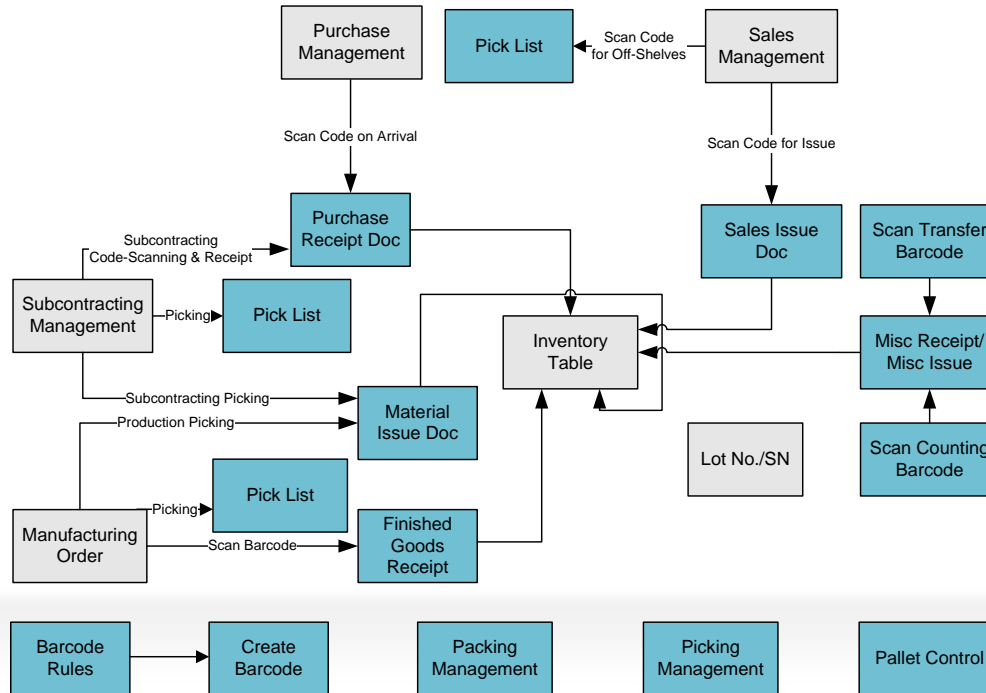 Purchase
Management
Pick List
Scan Code
for Off-Shelves
Sales
Management
Scan Code on Arrival
Scan Code for Issue
Purchase
Receipt Doc
Sales Issue
Doc
Scan Transfer
Barcode
Subcontracting
Code-Scanning & Receipt
Subcontracting
Management
Picking
Pick List
Inventory
Table
Misc Receipt/
Misc Issue
Subcontracting Picking
Production Picking
Material
Issue Doc
Lot No./SN
Scan Counting
Barcode
Pick List
Picking
Manufacturing
Order
Scan Barcode
Finished
Goods
Receipt
Barcode
Rules
Create
Barcode
Packing
Management
Picking
Management
Pallet Control